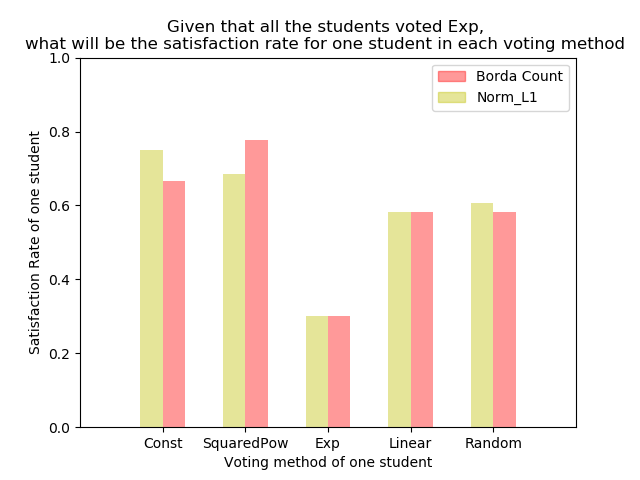 Given that all the students voted Exp,
what will be the satisfaction rate for one student in each voting method
Borda Count
Norm_L1
Satisfaction Rate of one student
1.0
0.8
0.6
0.4
0.2
0.0
Const SquaredPow Exp Linear Random
Voting method of one student